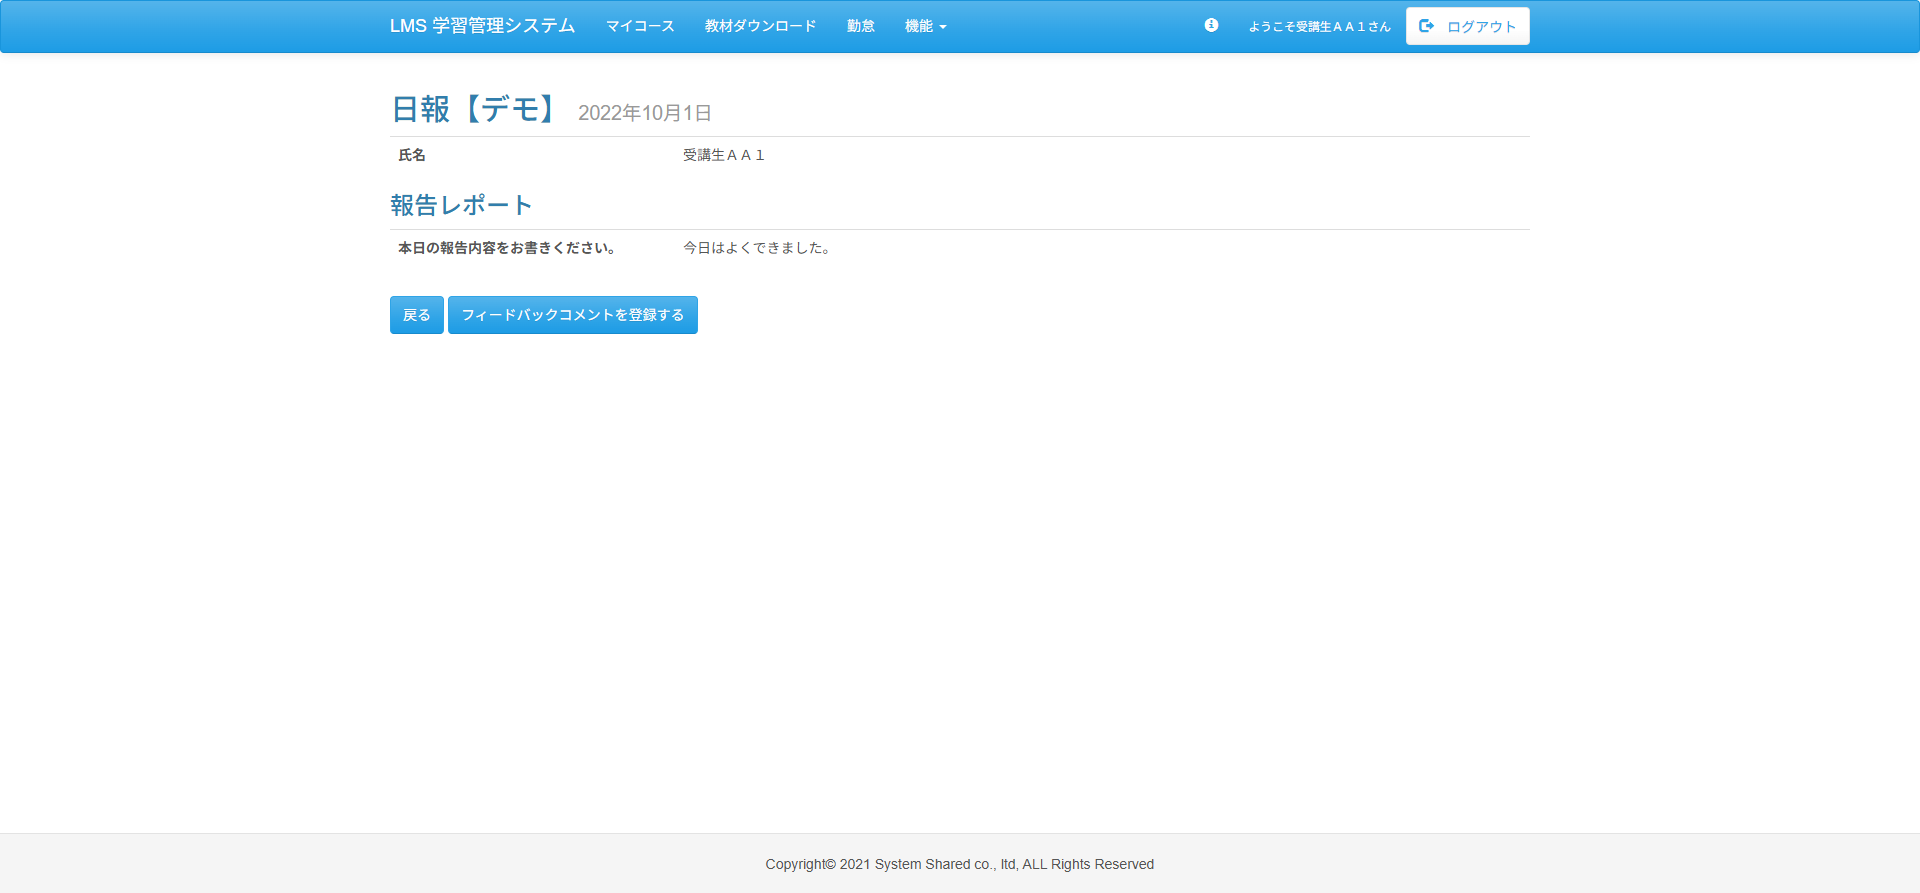 LMS 学習管理システム マイコース 教材ダウンロード 勤怠 機能 ようこそ受講生ＡＡ１さん ログアウト
日報【デモ】 2022年10月1日
氏名 受講生ＡＡ１
報告レポート
本日の報告内容をお書きください。 今日はよくできました。
戻る フィードバックコメントを登録する
Copyright© 2021 System Shared co., ltd, ALL Rights Reserved